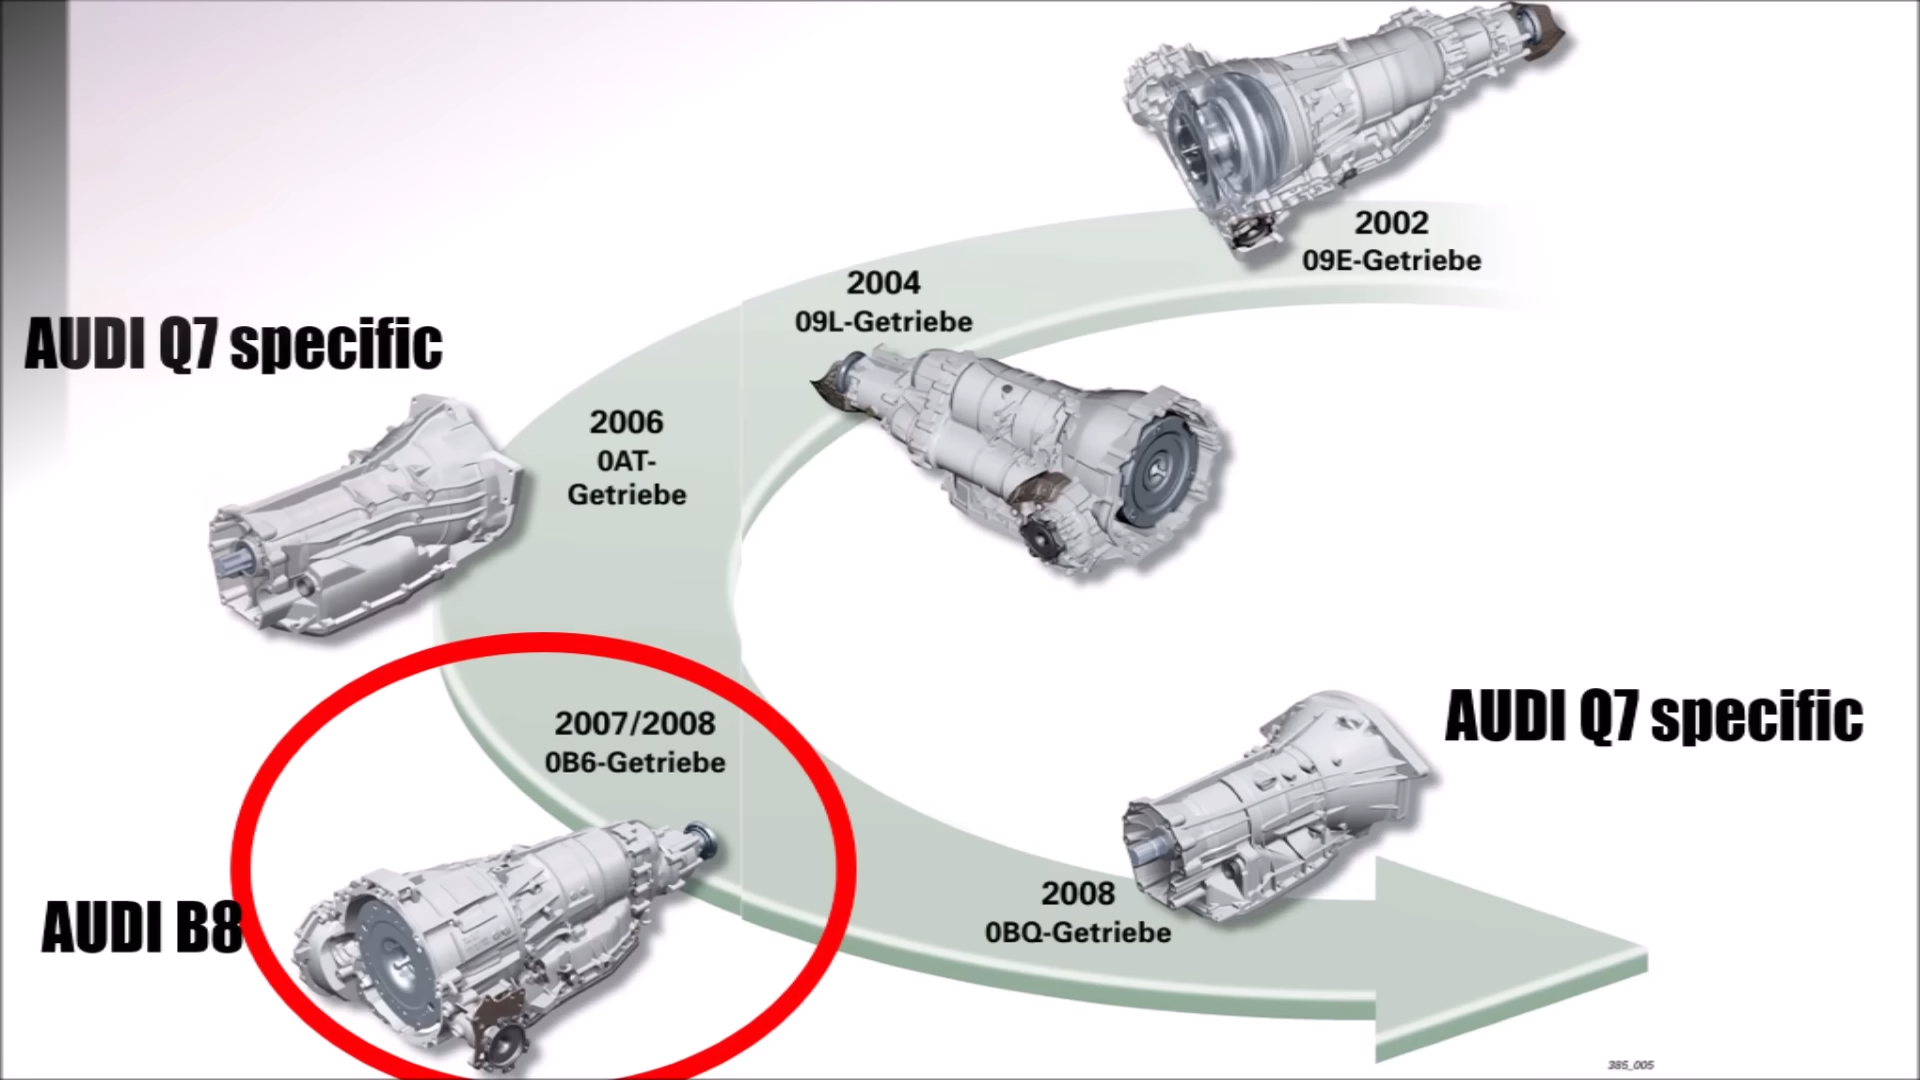 2002
09E-Getriebe
2004
09L-Getriebe
AUDI Q7 specific
2006
0AT-
Getriebe
2007/2008
0B6-Getriebe
AUDI B8
AUDI Q7 specific
2008
0BQ-Getriebe
385_005